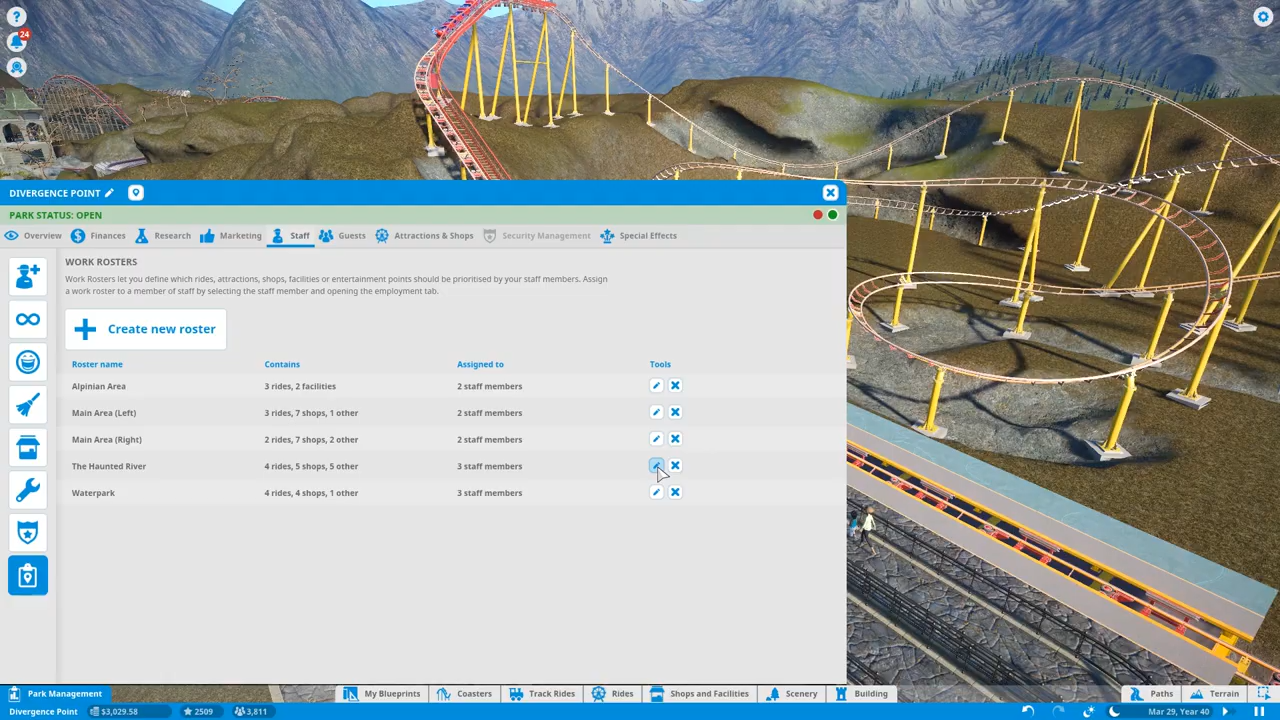 24
DIVERGENCE POINT
PARK STATUS: OPEN
Overview Finances Research Marketing Staff Guests Attractions & Shops Security Management Special Effects
WORK ROSTERS
Work Rosters let you define which rides, attractions, shops, facilities or entertainment points should be prioritised by your staff members. Assign
a work roster to a member of staff by selecting the staff member and opening the employment tab.
Create new roster
Roster name Contains Assigned to Tools
Alpinian Area 3 rides, 2 facilities 2 staff members
Main Area (Left) 3 rides, 7 shops, 1 other 2 staff members
Main Area (Right) 2 rides, 7 shops, 2 other 2 staff members
The Haunted River 4 rides, 5 shops, 5 other 3 staff members
Waterpark 4 rides, 4 shops, 1 other 3 staff members
Park Management My Blueprints Coasters Track Rides Rides Shops and Facilities Scenery Building Paths Terrain
Divergence Point $3,029.58 2509 3,811 Mar 29, Year 40